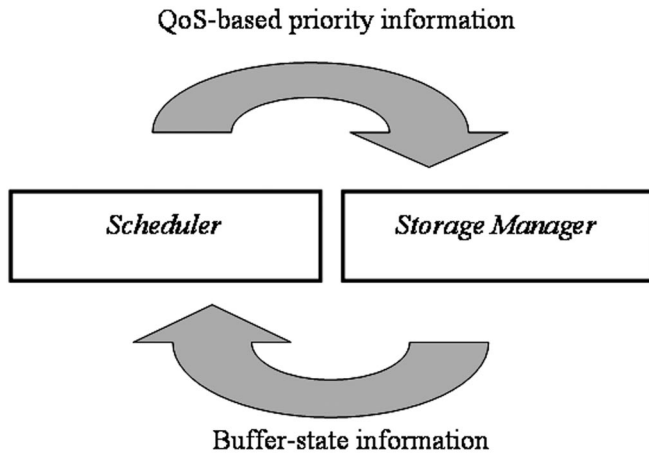 QoS-based priority information
Scheduler
Storage Manager
Buffer-state information